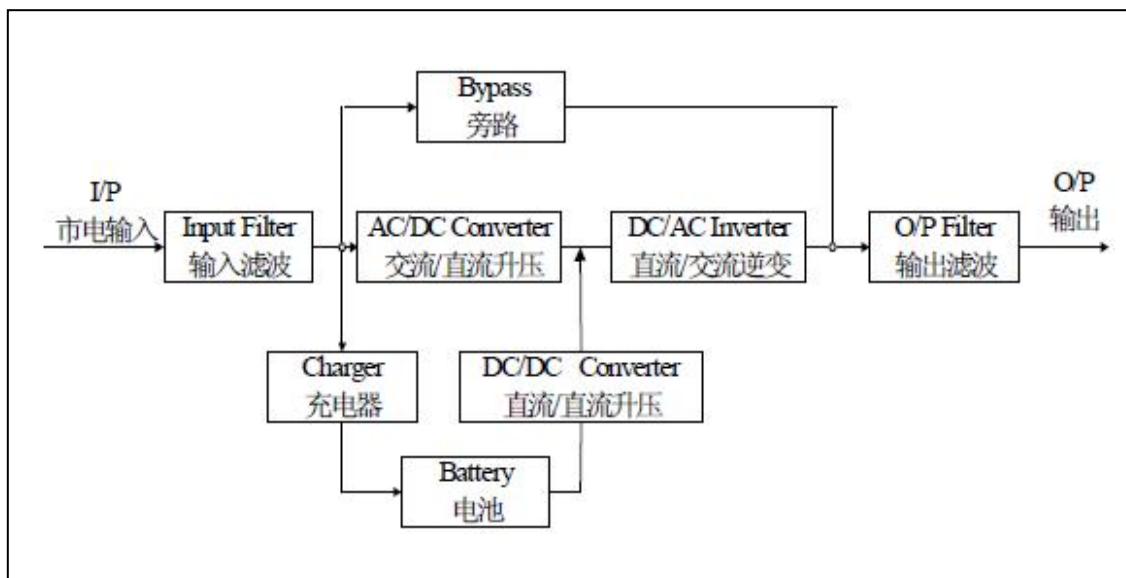 Bypass
旁路
I/P
市电输入
Input Filter
输入滤波
AC/DC Converter
交流/直流升压
DC/AC Inverter
直流/交流逆变
O/P Filter
输出滤波
O/P
输出
Charger
充电器
DC/DC Converter
直流/直流升压
Battery
电池